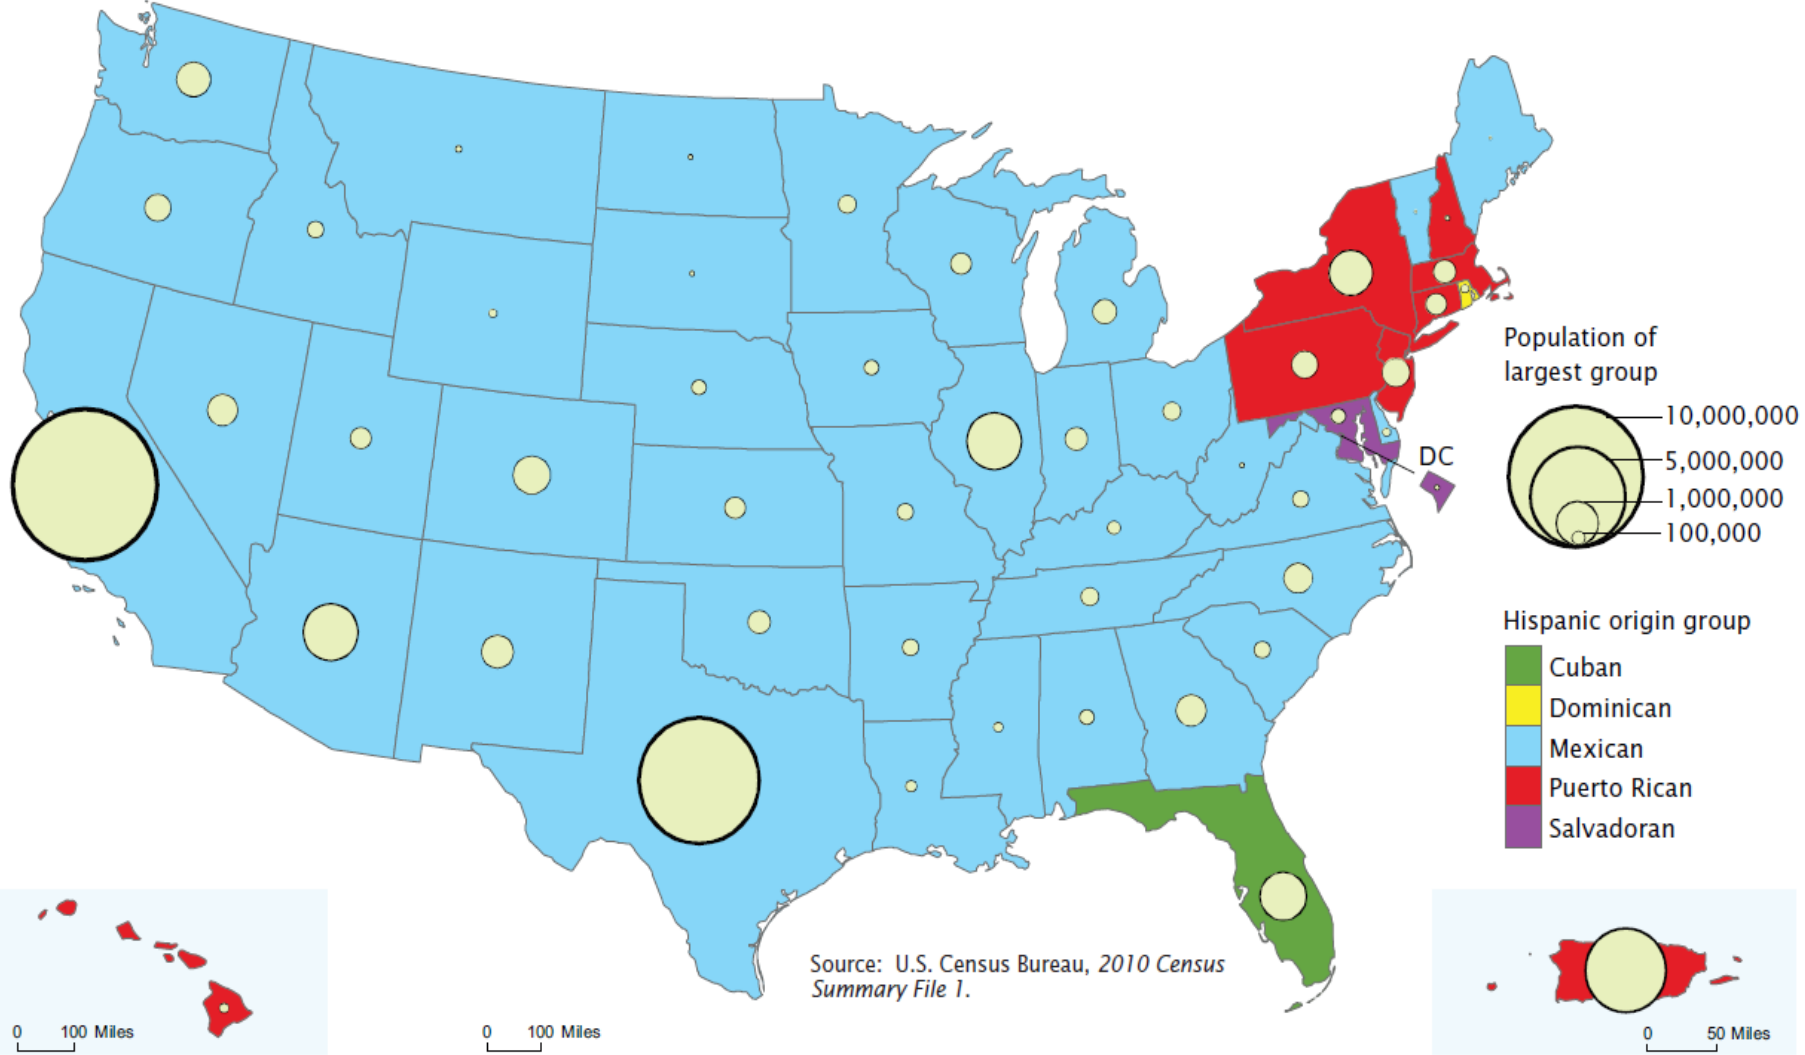 DC
Population of
largest group
10,000,000
5,000,000
1,000,000
100,000
Hispanic origin group
Cuban
Dominican
Mexican
Puerto Rican
Salvadoran
Source: U.S. Census Bureau, 2010 Census
Summary File 1.
0 100 Miles
0 100 Miles
0 50 Miles